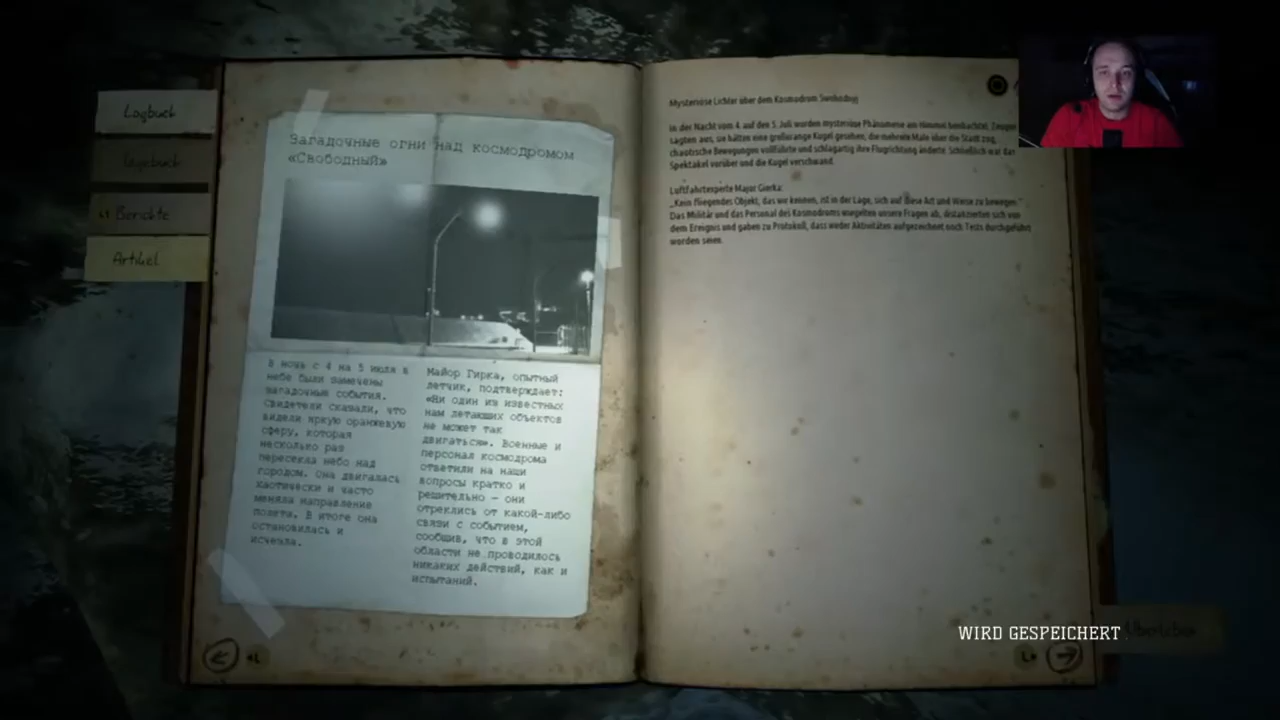 Logbuch
Tagebuch
Berichte
Artikel
Загадочные огни над космодромом
«Свободный»
В ночь с 4 на 5 июля в
небе были замечены
загадочные события.
Свидетели сказали, что
видели яркую оранжевую
сферу, которая
несколько раз
пересекла небо над
городом. Она двигалась
хаотически и часто
меняла направление
полета. В итоге она
остановилась и
исчезла.
Майор Гирка, опытный
летчик, подтверждает:
«Ни один из известных
нам летающих объектов
не может так
двигаться». Военные и
персонал космодрома
ответили на наши
вопросы кратко и
решительно — они
отреклись от какой-либо
связи с событием,
сообщив, что в этой
области не проводилось
никаких действий, как и
испытаний.
Mysteriöse Lichter über dem Kosmodrom Swobodnyj
In der Nacht vom 4. auf den 5. Juli wurden mysteriöse Phänomene am Himmel beobachtet. Zeugen
sagten aus, sie hätten eine grellorange Kugel gesehen, die mehrere Male über die Stadt zog,
chaotische Bewegungen vollführte und schlagartig ihre Flugrichtung änderte. Schließlich war das
Spektakel vorüber und die Kugel verschwand.
Luftfahrtexperte Major Gierka:
„Kein fliegendes Objekt, das wir kennen, ist in der Lage, sich auf diese Art und Weise zu bewegen."
Das Militär und das Personal des Kosmodroms wiegelten unsere Fragen ab, distanzierten sich von
dem Ereignis und gaben zu Protokoll, dass weder Aktivitäten aufgezeichnet noch Tests durchgeführt
worden seien.
WIRD GESPEICHERT